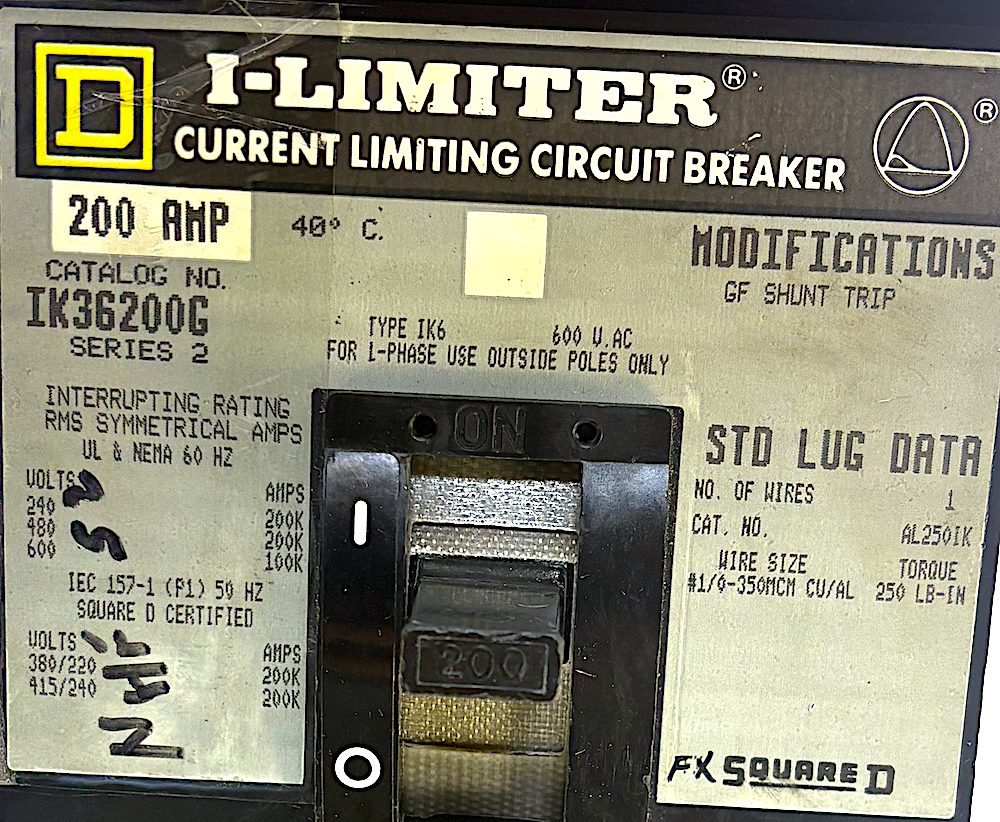 D I-LIMITER®
CURRENT LIMITING CIRCUIT BREAKER ®
200 AMP
40° C.
CATALOG NO.
IK36200G
SERIES 2
TYPE IK6 600 V.AC
FOR 1-PHASE USE OUTSIDE POLES ONLY
MODIFICATIONS
GF SHUNT TRIP
INTERRUPTING RATING
RMS SYMMETRICAL AMPS
UL & NEMA 60 HZ
VOLTS AMPS
240 200K
480 200K
600 100K
IEC 157-1 (P1) 50 HZ
SQUARE D CERTIFIED
VOLTS AMPS
380/220 200K
415/240 200K
ON
I
200
O
STD LUG DATA
NO. OF WIRES 1
CAT. NO. AL250IK
WIRE SIZE TORQUE
#1/0-350MCM CU/AL 250 LB-IN
FX SQUARE D